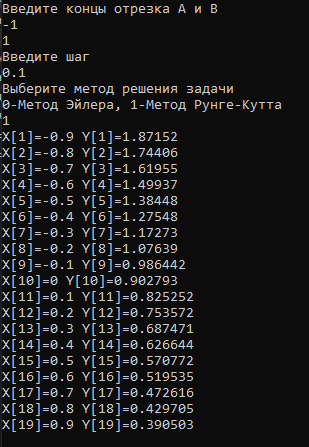 Введите концы отрезка А и В
-1
1
Введите шаг
0.1
Выберите метод решения задачи
0-Метод Эйлера, 1-Метод Рунге-Кутта
1
X[1]=-0.9 Y[1]=1.87152
X[2]=-0.8 Y[2]=1.74406
X[3]=-0.7 Y[3]=1.61955
X[4]=-0.6 Y[4]=1.49937
X[5]=-0.5 Y[5]=1.38448
X[6]=-0.4 Y[6]=1.27548
X[7]=-0.3 Y[7]=1.17273
X[8]=-0.2 Y[8]=1.07639
X[9]=-0.1 Y[9]=0.986442
X[10]=0 Y[10]=0.902793
X[11]=0.1 Y[11]=0.825252
X[12]=0.2 Y[12]=0.753572
X[13]=0.3 Y[13]=0.687471
X[14]=0.4 Y[14]=0.626644
X[15]=0.5 Y[15]=0.570772
X[16]=0.6 Y[16]=0.519535
X[17]=0.7 Y[17]=0.472616
X[18]=0.8 Y[18]=0.429705
X[19]=0.9 Y[19]=0.390503